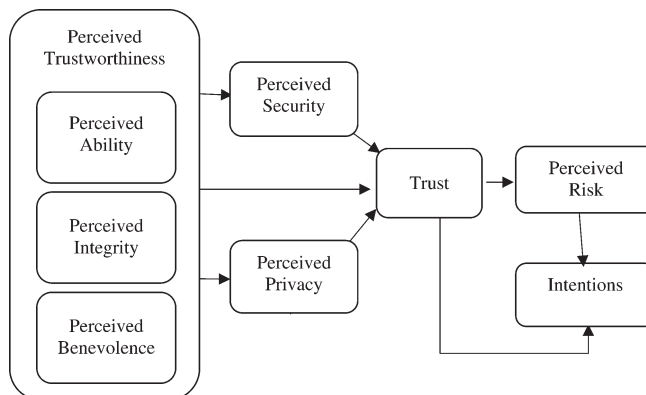 Perceived
Trustworthiness
Perceived
Ability
Perceived
Integrity
Perceived
Benevolence
Perceived
Security
Perceived
Privacy
Trust
Perceived
Risk
Intentions